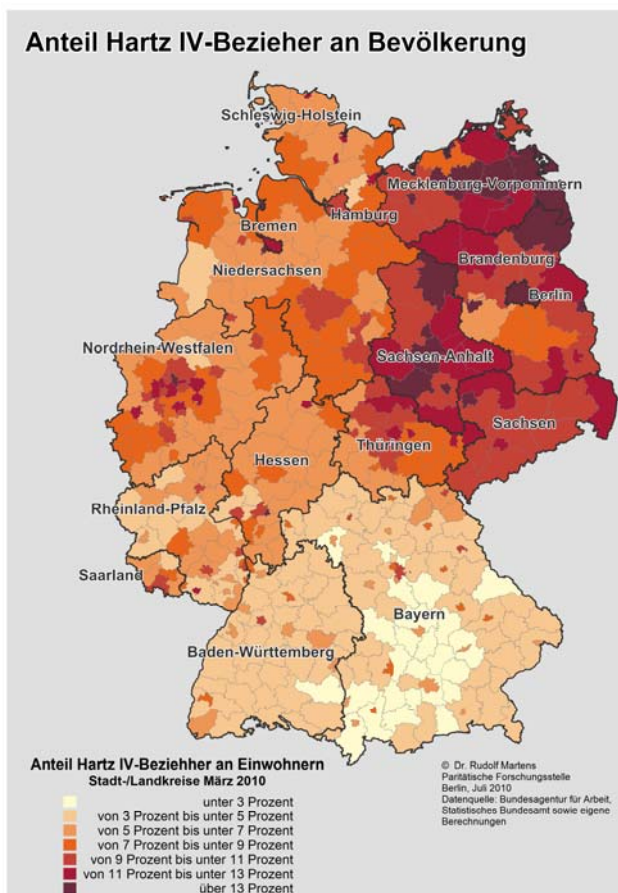 Anteil Hartz IV-Bezieher an Bevölkerung
Schleswig-Holstein
Mecklenburg-Vorpommern
Hamburg
Bremen
Niedersachsen
Brandenburg
Berlin
Nordrhein-Westfalen
Sachsen-Anhalt
Sachsen
Thüringen
Hessen
Rheinland-Pfalz
Saarland
Bayern
Baden-Württemberg
Anteil Hartz IV-Beziehher an Einwohnern
Stadt-/Landkreise März 2010
unter 3 Prozent
von 3 Prozent bis unter 5 Prozent
von 5 Prozent bis unter 7 Prozent
von 7 Prozent bis unter 9 Prozent
von 9 Prozent bis unter 11 Prozent
von 11 Prozent bis unter 13 Prozent
über 13 Prozent
© Dr. Rudolf Martens
Paritätische Forschungsstelle
Berlin, Juli 2010
Datenquelle: Bundesagentur für Arbeit,
Statistisches Bundesamt sowie eigene
Berechnungen